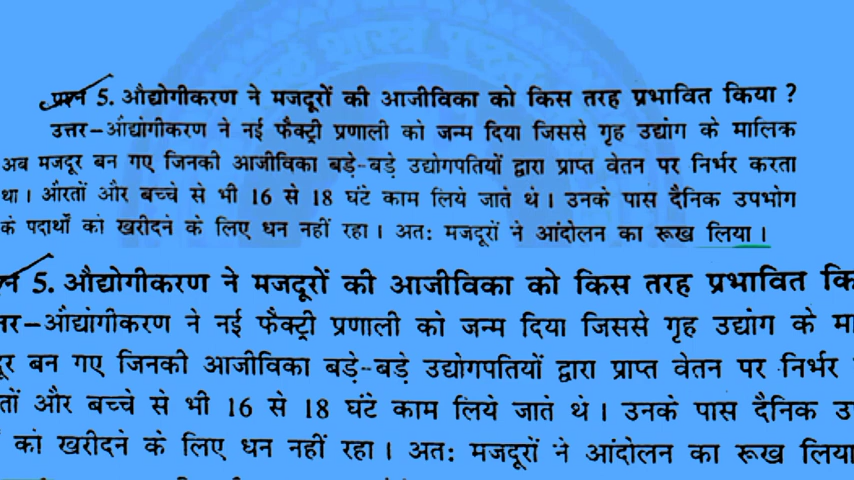 प्रश्न 5. औद्योगीकरण ने मजदूरों की आजीविका को किस तरह प्रभावित किया ?
उत्तर–औद्योगीकरण ने नई फैक्ट्री प्रणाली को जन्म दिया जिससे गृह उद्योग के मालिक
अब मजदूर बन गए जिनकी आजीविका बड़े-बड़े उद्योगपतियों द्वारा प्राप्त वेतन पर निर्भर करता
था। औरतों और बच्चे से भी 16 से 18 घंटे काम लिये जाते थे। उनके पास दैनिक उपभोग
के पदार्थों को खरीदने के लिए धन नहीं रहा। अतः मजदूरों ने आंदोलन का रूख लिया।
5. औद्योगीकरण ने मजदूरों की आजीविका को किस तरह प्रभावित कि
त्तर–औद्योगीकरण ने नई फैक्ट्री प्रणाली को जन्म दिया जिससे गृह उद्योग के मा
दूर बन गए जिनकी आजीविका बड़े-बड़े उद्योगपतियों द्वारा प्राप्त वेतन पर निर्भर
तों और बच्चे से भी 16 से 18 घंटे काम लिये जाते थे। उनके पास दैनिक उ
को खरीदने के लिए धन नहीं रहा। अतः मजदूरों ने आंदोलन का रूख लिया